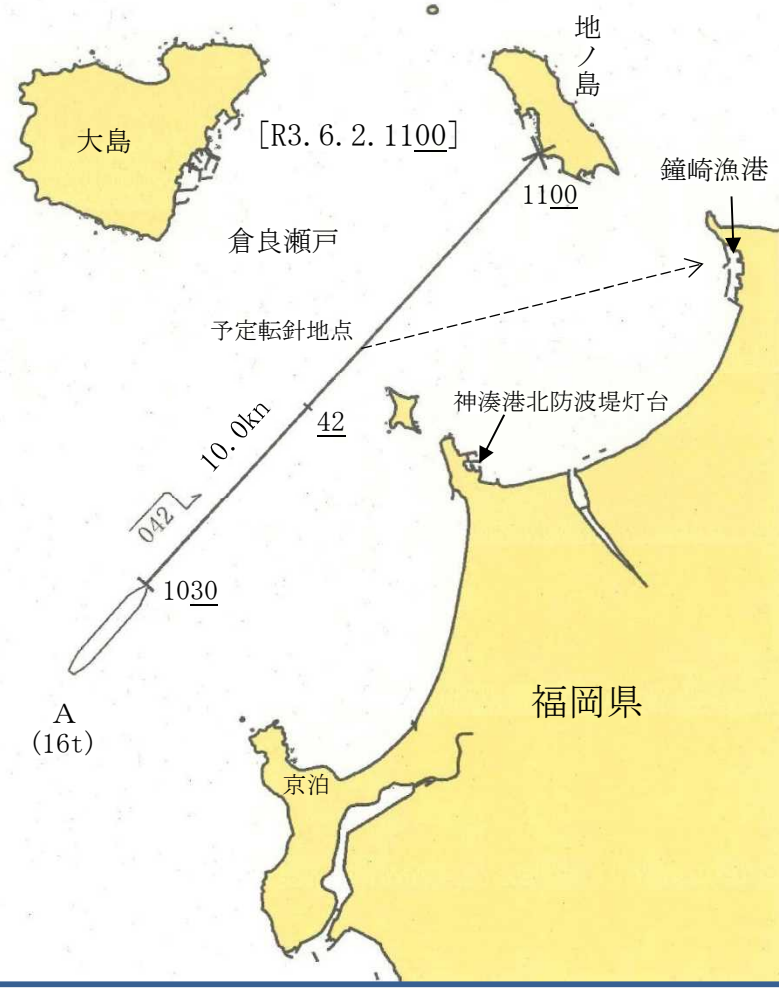 地ノ島
大島
[R3.6.2.1100]
鐘崎漁港
1100
倉良瀬戸
予定転針地点
神湊港北防波堤灯台
42
10.0kn
042
1030
A
(16t)
福岡県
京泊